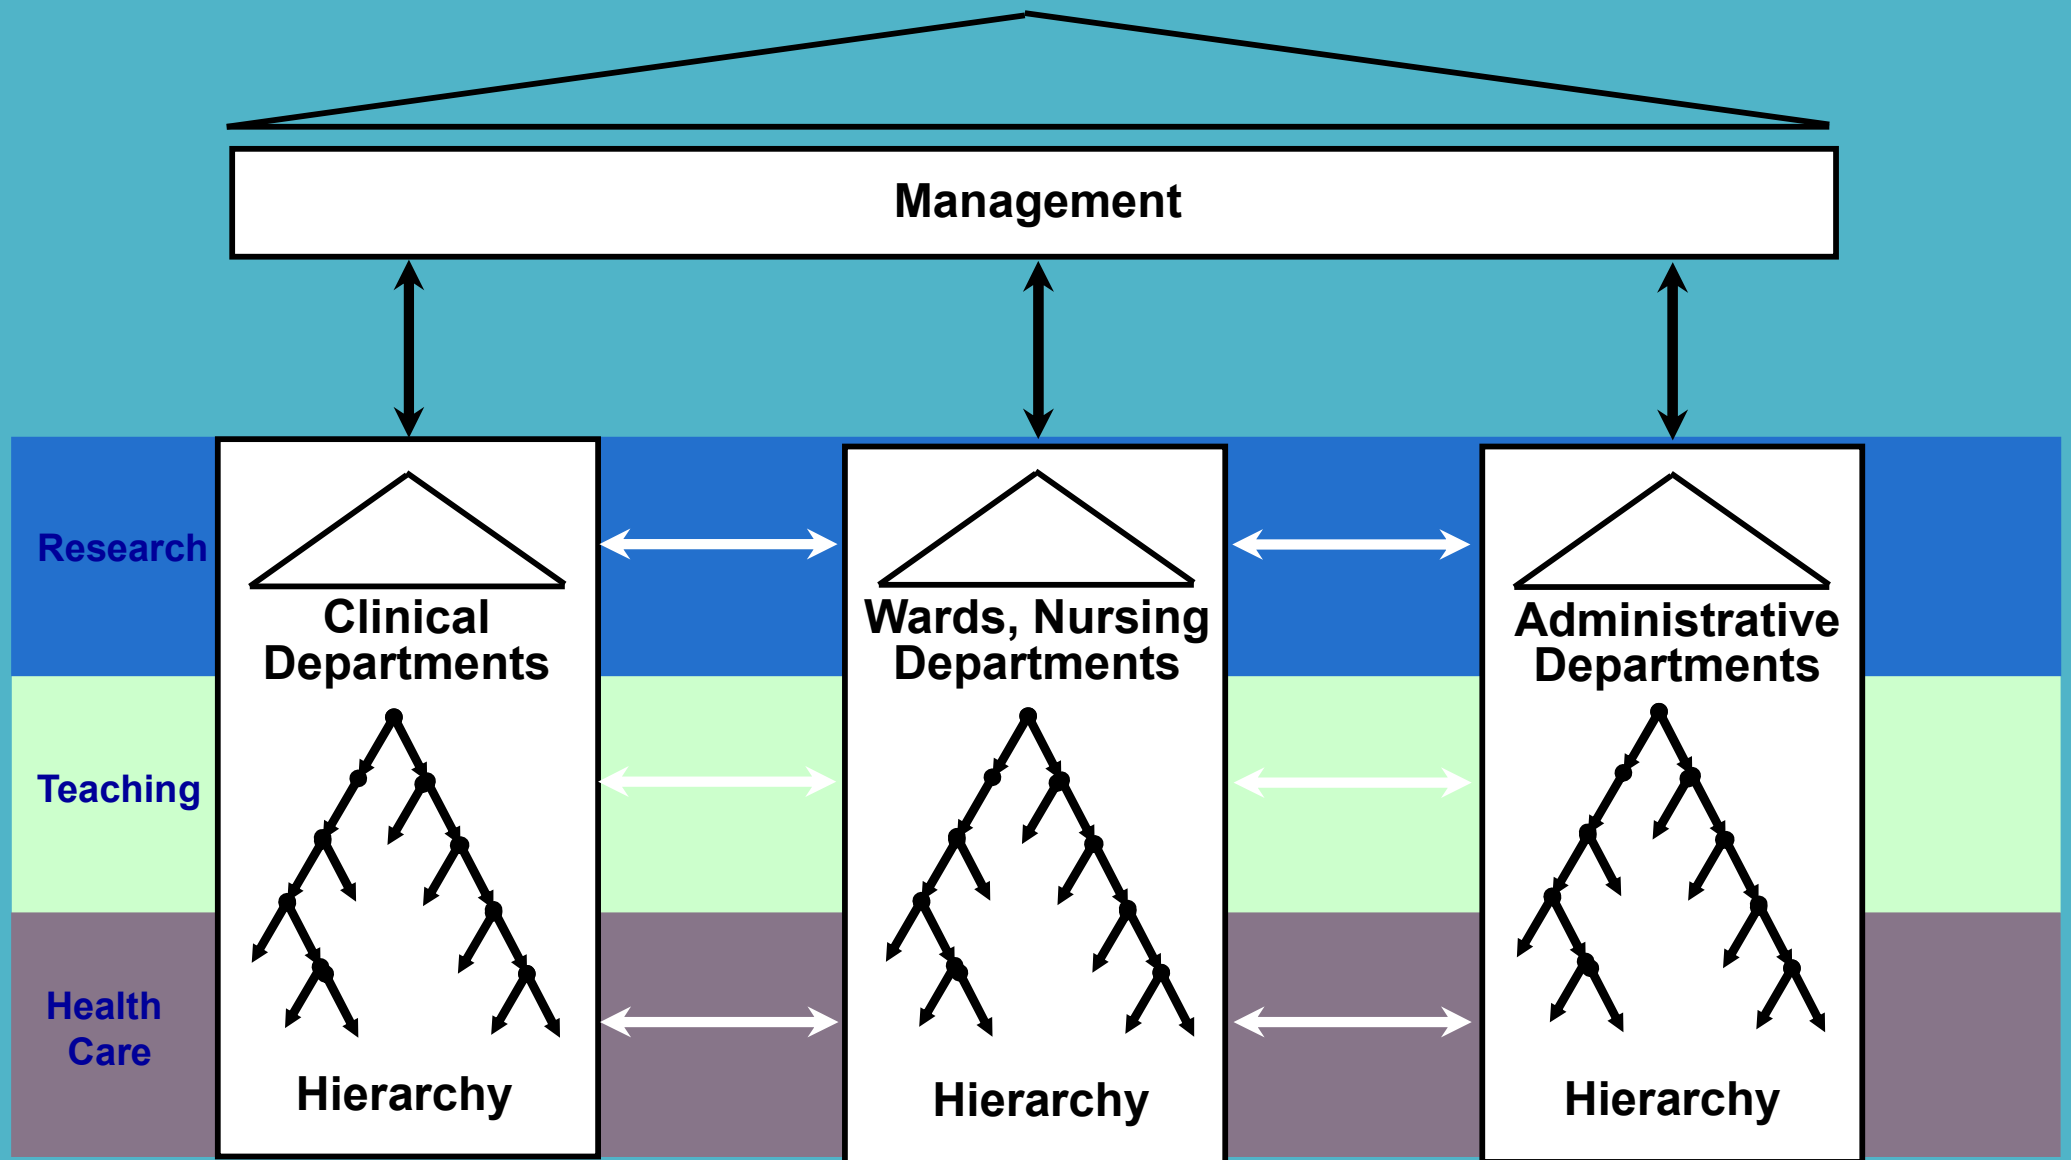 Management
Research
Clinical
Departments
Wards, Nursing
Departments
Administrative
Departments
Teaching
Health
Care
Hierarchy
Hierarchy
Hierarchy